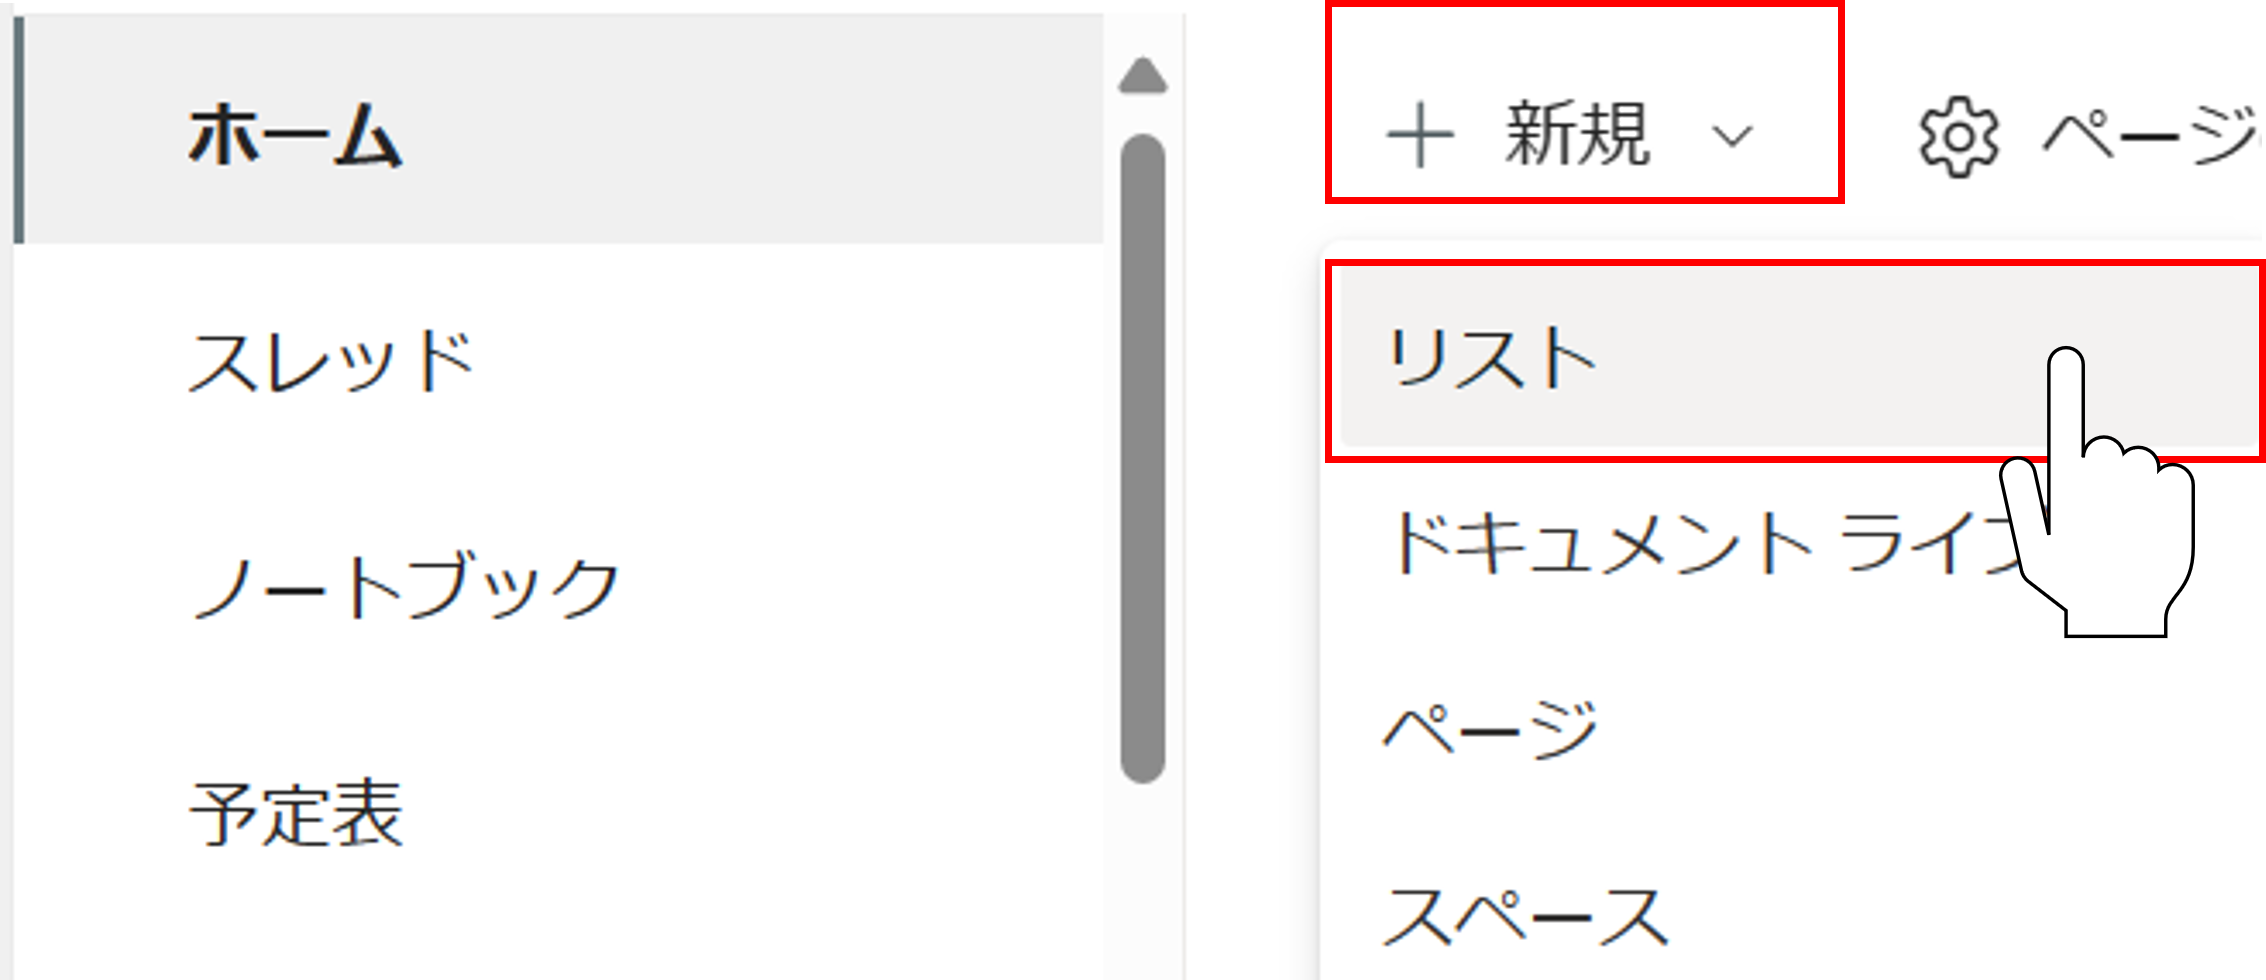 ホーム
スレッド
ノートブック
予定表
新規
ページ
リスト
ドキュメント ライ
ページ
スペース